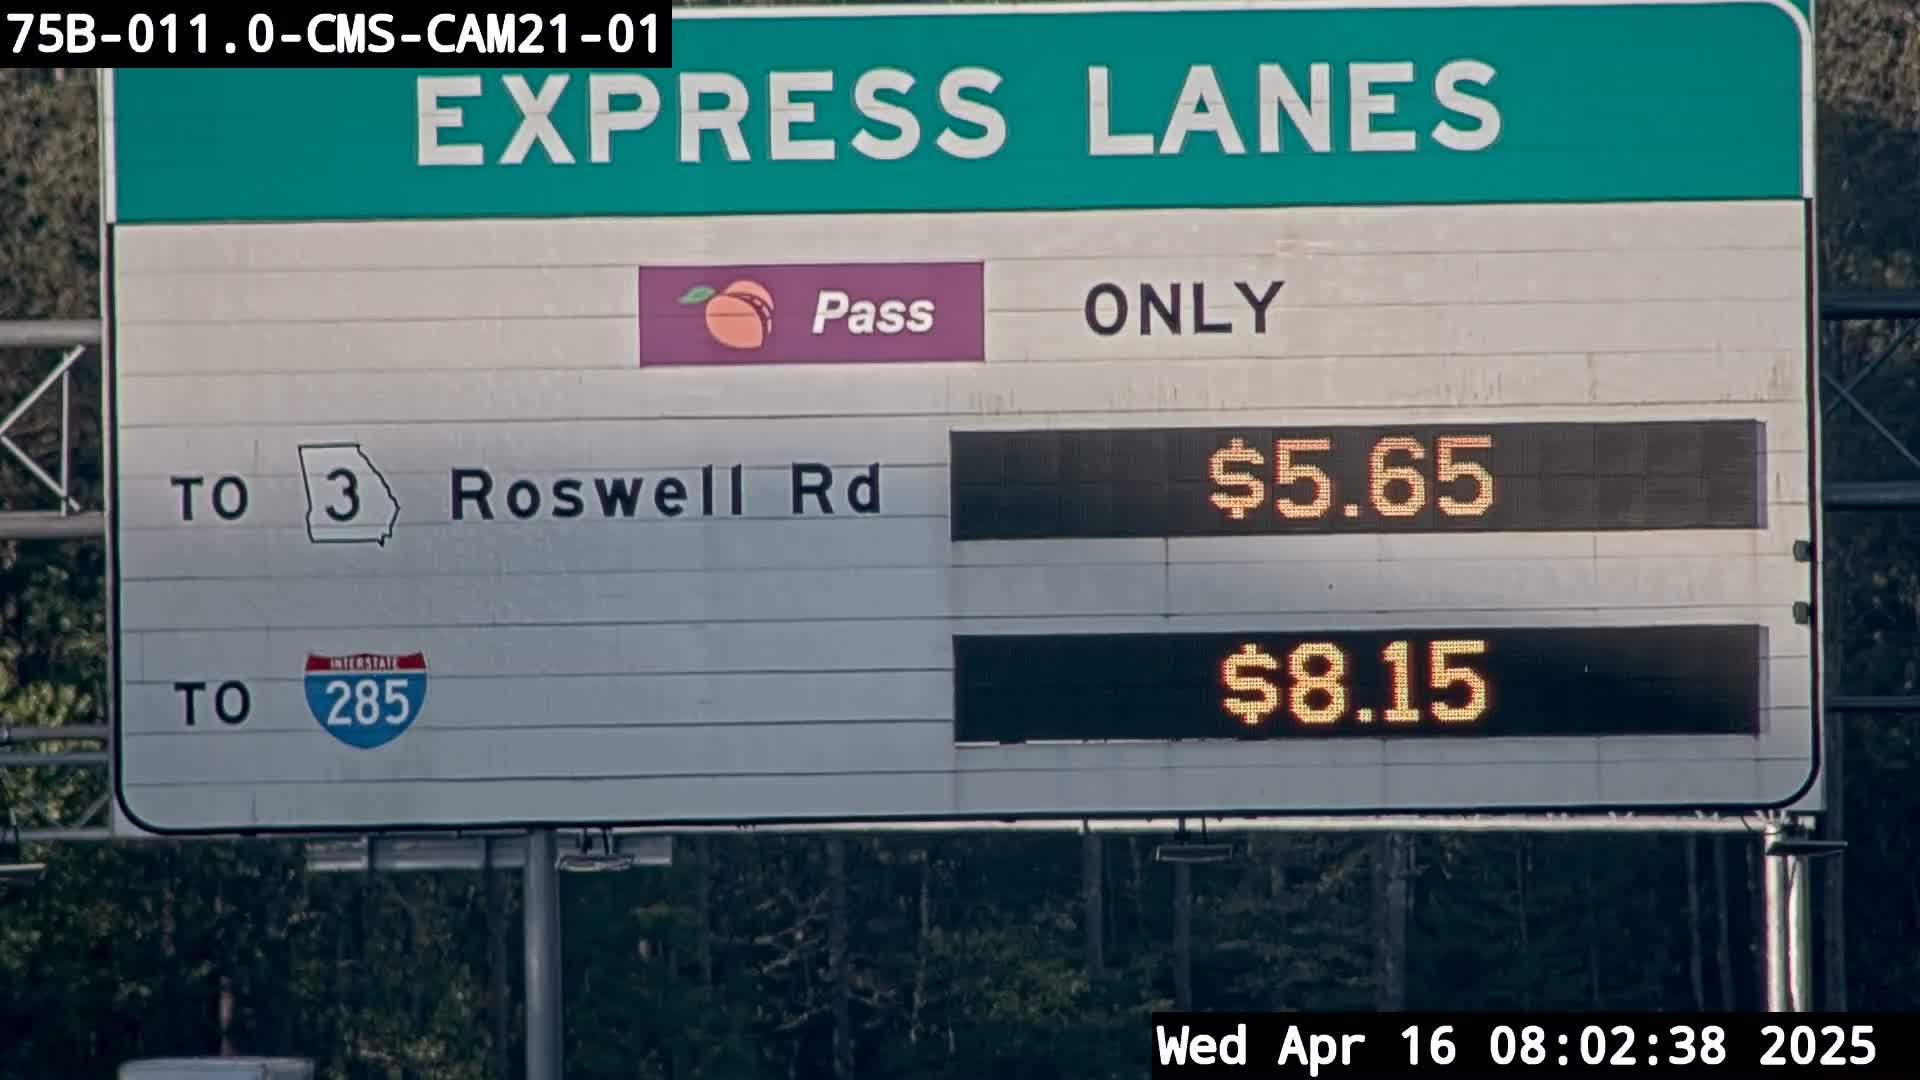 75B-011.0-CMS-CAM21-01
EXPRESS LANES
Pass ONLY
TO 3 Roswell Rd $5.65
INTERSTATE
TO 285 $8.15
Wed Apr 16 08:02:38 2025